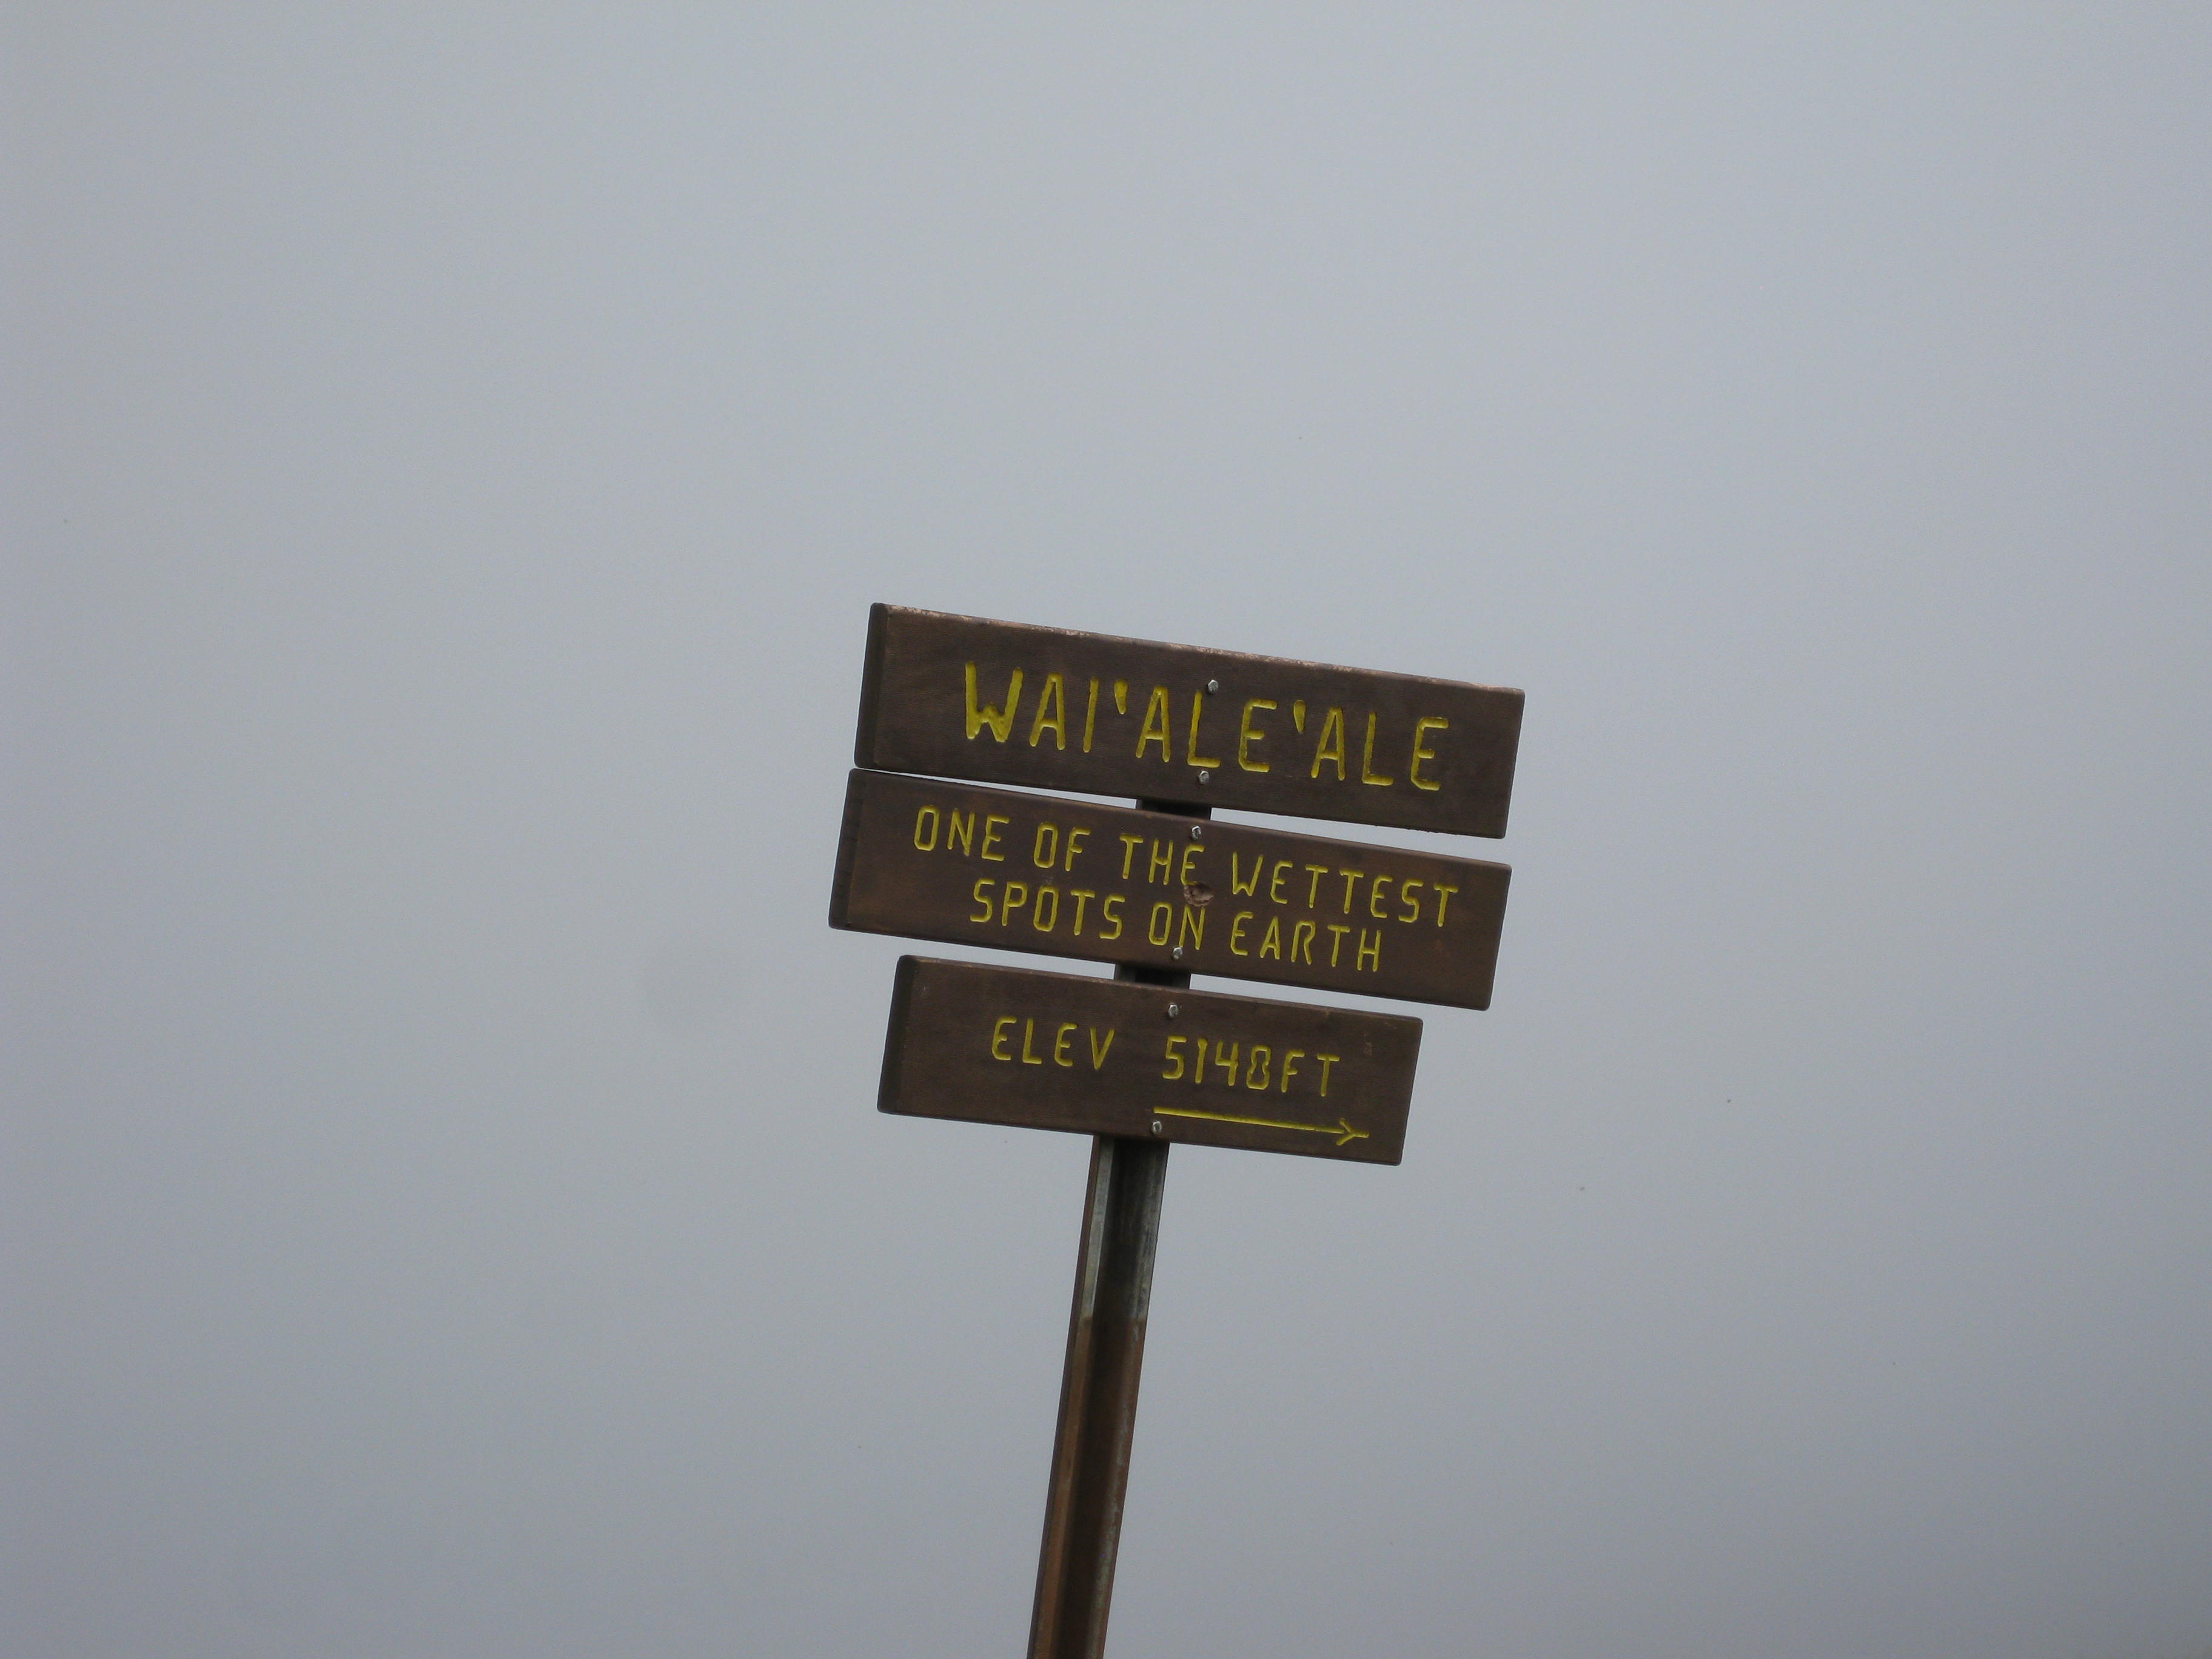 WAI'ALE'ALE
ONE OF THE WETTEST
SPOTS ON EARTH
ELEV 5148FT